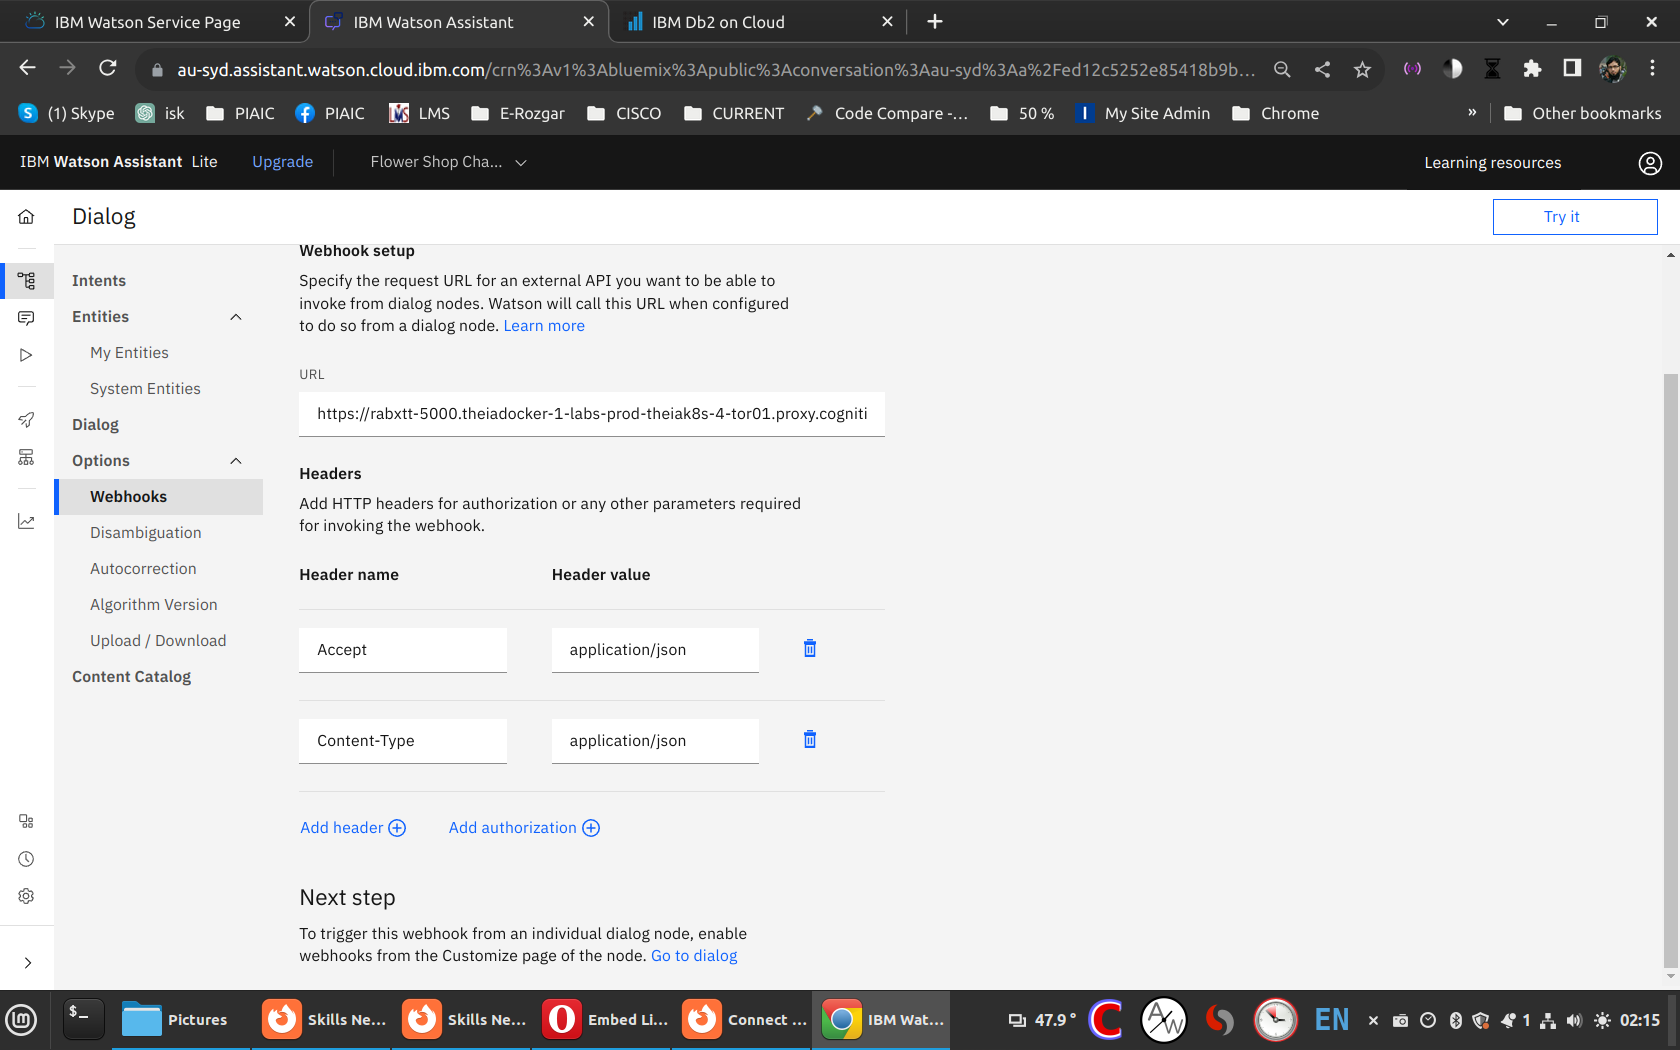 IBM Watson Service Page
IBM Watson Assistant
IBM Db2 on Cloud
au-syd.assistant.watson.cloud.ibm.com/crn%3Av1%3Abluemix%3Apublic%3Aconversation%3Aau-syd%3Aa%2Fed12c5252e85418b9b...
(1) Skype
isk
PIAIC
PIAIC
LMS
E-Rozgar
CISCO
CURRENT
Code Compare -...
50 %
My Site Admin
Chrome
»
Other bookmarks
IBM Watson Assistant Lite
Upgrade
Flower Shop Cha...
Learning resources
Dialog
Try it
Intents
Entities
My Entities
System Entities
Dialog
Options
Webhooks
Disambiguation
Autocorrection
Algorithm Version
Upload / Download
Content Catalog
Webhook setup
Specify the request URL for an external API you want to be able to
invoke from dialog nodes. Watson will call this URL when configured
to do so from a dialog node. Learn more
URL
https://rabxtt-5000.theiadocker-1-labs-prod-theiak8s-4-tor01.proxy.cogniti
Headers
Add HTTP headers for authorization or any other parameters required
for invoking the webhook.
Header name
Header value
Accept
application/json
Content-Type
application/json
Add header
Add authorization
Next step
To trigger this webhook from an individual dialog node, enable
webhooks from the Customize page of the node. Go to dialog
$_
Pictures
Skills Ne...
Skills Ne...
Embed Li...
Connect ...
IBM Wat...
47.9 °
EN
1
02:15